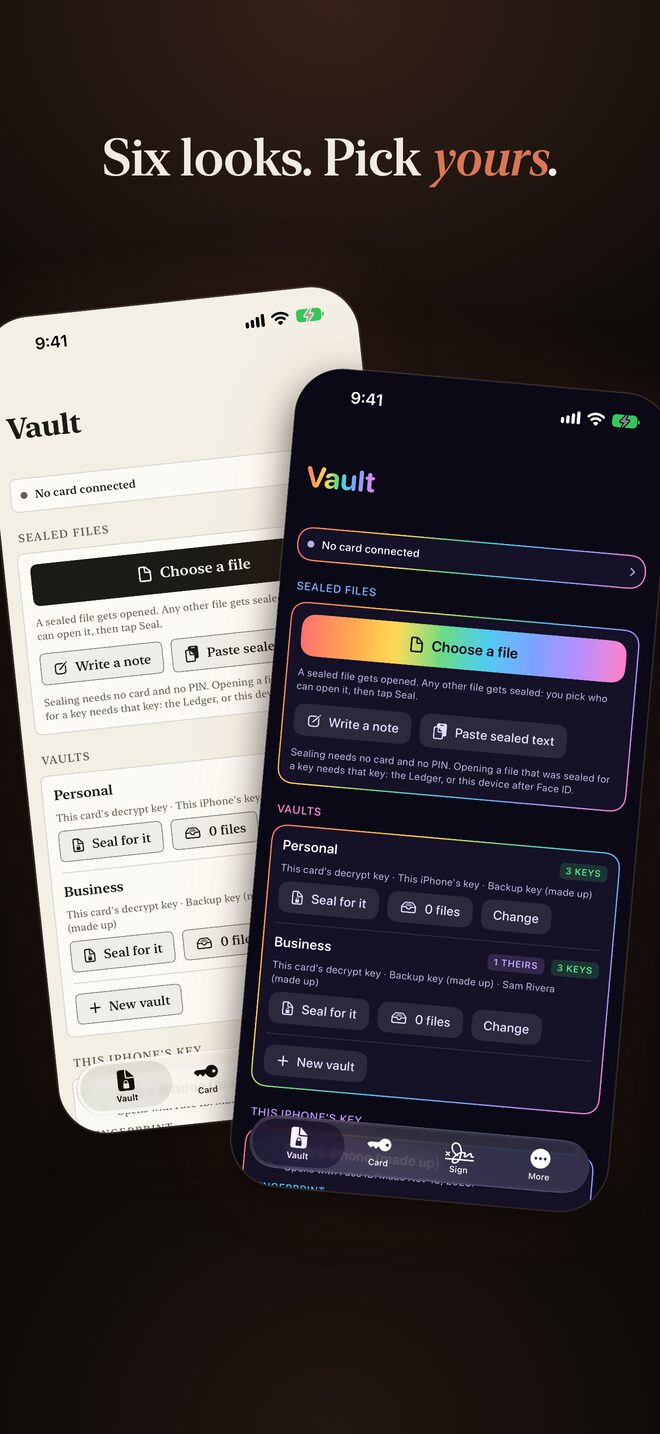 Six looks. Pick yours.
9:41
Vault
No card connected
SEALED FILES
Choose a file
A sealed file gets opened. Any other file gets
can open it, then tap Seal.
Write a note
Paste
Sealing needs no card and no PIN. Opening a
for a key needs that key: the Ledger, or this
VAULTS
Personal
This card's decrypt key · This iPhone's key
Seal for it
0 files
Business
This card's decrypt key · Backup key
(made up)
Seal for it
0
New vault
THIS IPHONE'S KEY
Vault
Card
9:41
Vault
No card connected
SEALED FILES
Choose a file
A sealed file gets opened. Any other file gets sealed: you pick who
can open it, then tap Seal.
Write a note
Paste sealed text
Sealing needs no card and no PIN. Opening a file that was sealed for
a key needs that key: the Ledger, or this device after Face ID.
VAULTS
Personal
3 KEYS
This card's decrypt key · This iPhone's key · Backup key (made up)
Seal for it
0 files
Change
Business
1 THEIRS
3 KEYS
This card's decrypt key · Backup key (made up) · Sam Rivera
(made up)
Seal for it
0 files
Change
New vault
THIS IPHONE'S KEY
Vault
Card
Sign
More